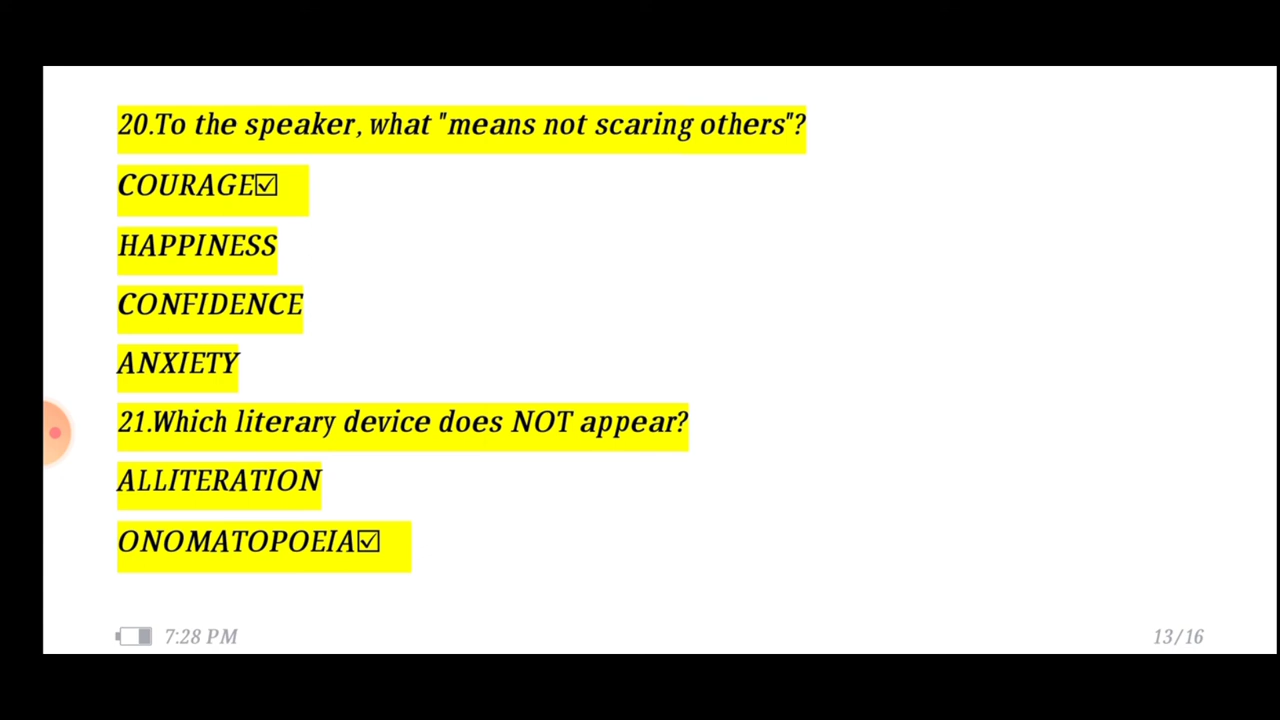 20.To the speaker, what "means not scaring others"?
COURAGE☑
HAPPINESS
CONFIDENCE
ANXIETY
21.Which literary device does NOT appear?
ALLITERATION
ONOMATOPOEIA☑
7:28 PM
13/16